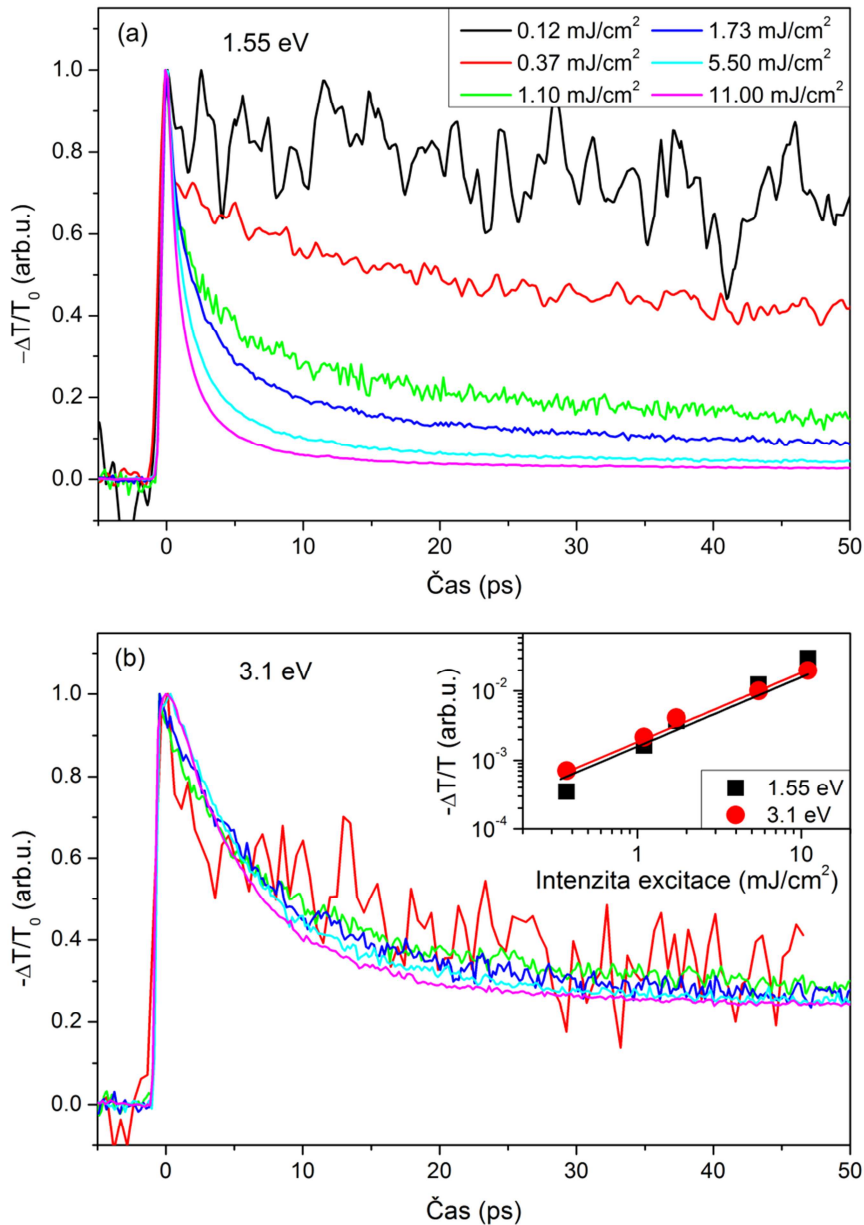 (a)
1.55 eV
0.12 mJ/cm²
1.73 mJ/cm²
0.37 mJ/cm²
5.50 mJ/cm²
1.10 mJ/cm²
11.00 mJ/cm²
1.0
0.8
0.6
0.4
0.2
0.0
−ΔT/T₀ (arb.u.)
0 10 20 30 40 50
Čas (ps)
(b)
3.1 eV
1.0
0.8
0.6
0.4
0.2
0.0
-ΔT/T₀ (arb.u.)
10⁻²
10⁻³
10⁻⁴
-ΔT/T (arb.u.)
1.55 eV
3.1 eV
1 10
Intenzita excitace (mJ/cm²)
0 10 20 30 40 50
Čas (ps)